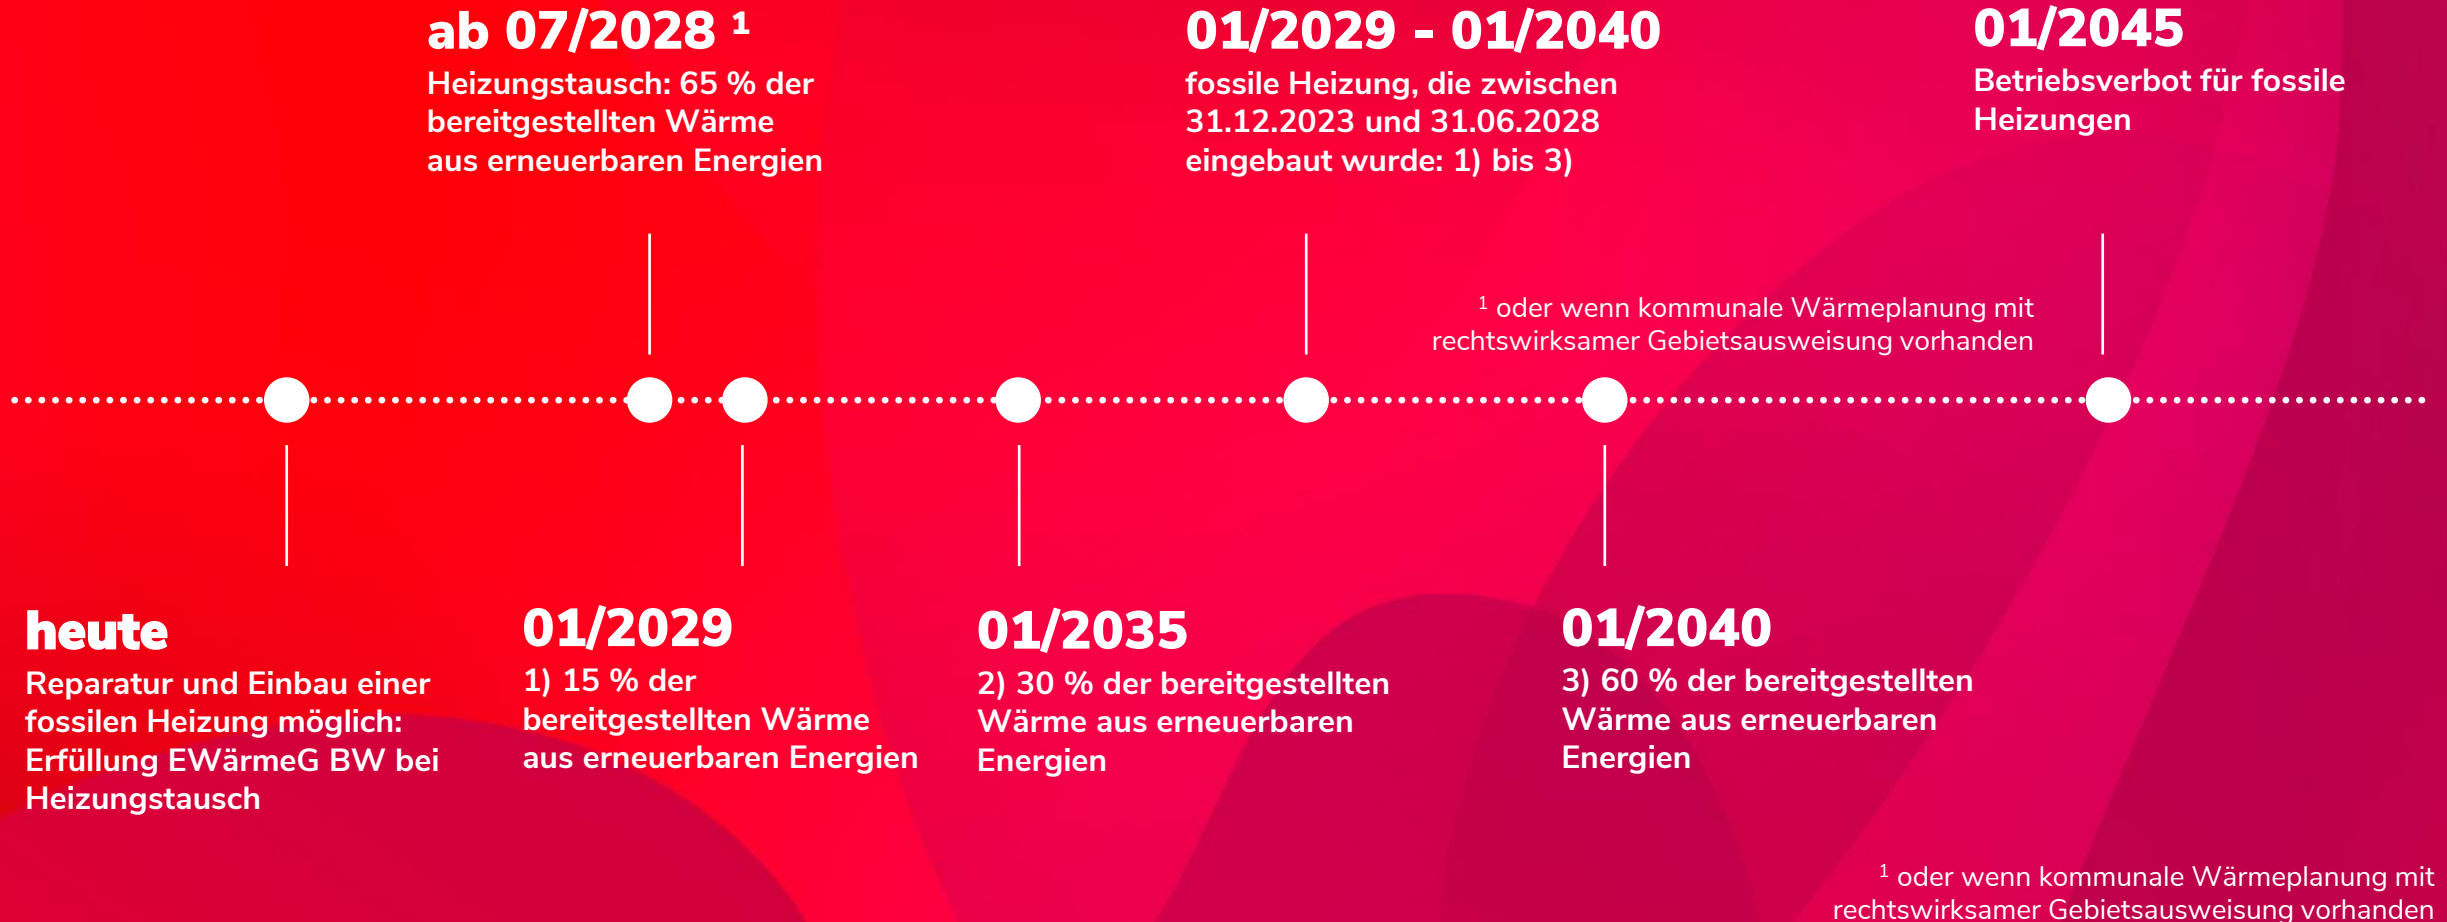 ab 07/2028 ¹
Heizungstausch: 65 % der
bereitgestellten Wärme
aus erneuerbaren Energien
01/2029 - 01/2040
fossile Heizung, die zwischen
31.12.2023 und 31.06.2028
eingebaut wurde: 1) bis 3)
01/2045
Betriebsverbot für fossile
Heizungen
¹ oder wenn kommunale Wärmeplanung mit
rechtswirksamer Gebietsausweisung vorhanden
heute
Reparatur und Einbau einer
fossilen Heizung möglich:
Erfüllung EWärmeG BW bei
Heizungstausch
01/2029
1) 15 % der
bereitgestellten Wärme
aus erneuerbaren Energien
01/2035
2) 30 % der bereitgestellten
Wärme aus erneuerbaren
Energien
01/2040
3) 60 % der bereitgestellten
Wärme aus erneuerbaren
Energien
¹ oder wenn kommunale Wärmeplanung mit
rechtswirksamer Gebietsausweisung vorhanden